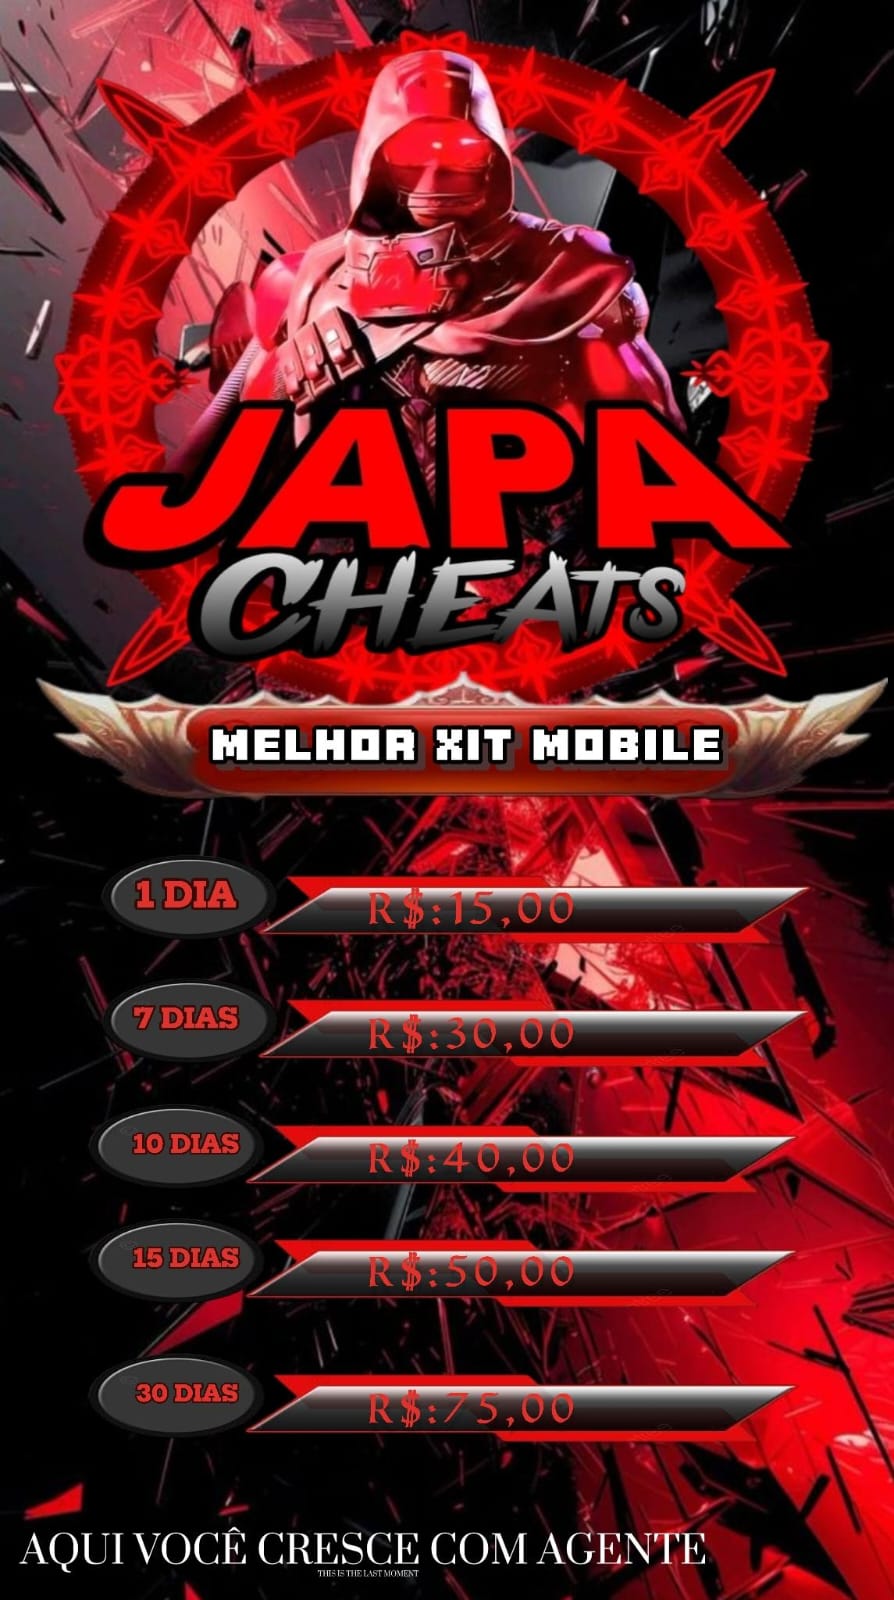 JAPA
CHEATS
MELHOR XIT MOBILE
1 DIA
R$:15,00
7 DIAS
R$:30,00
10 DIAS
R$:40,00
15 DIAS
R$:50,00
30 DIAS
R$:75,00
AQUI VOCÊ CRESCE COM AGENTE
THIS IS THE LAST MOMENT